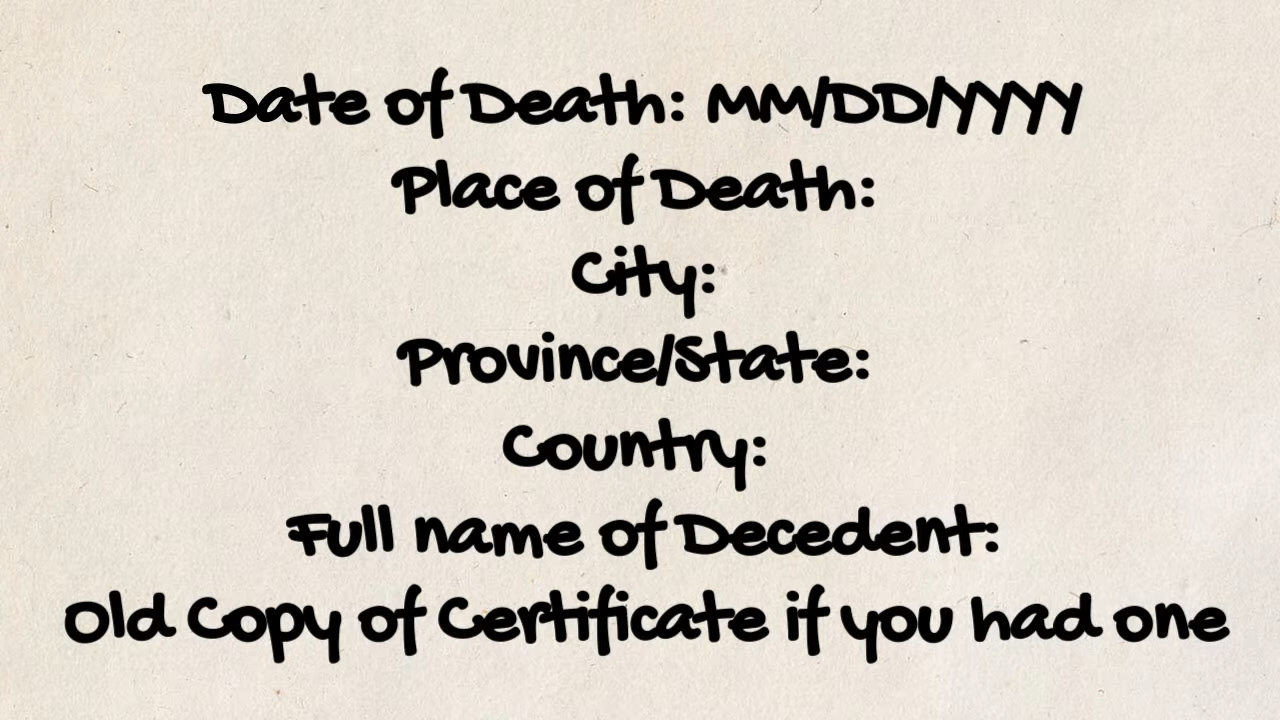 Date of Death: MM/DD/YYYY
Place of Death:
City:
Province/State:
Country:
Full name of Decedent:
Old Copy of Certificate if you had one